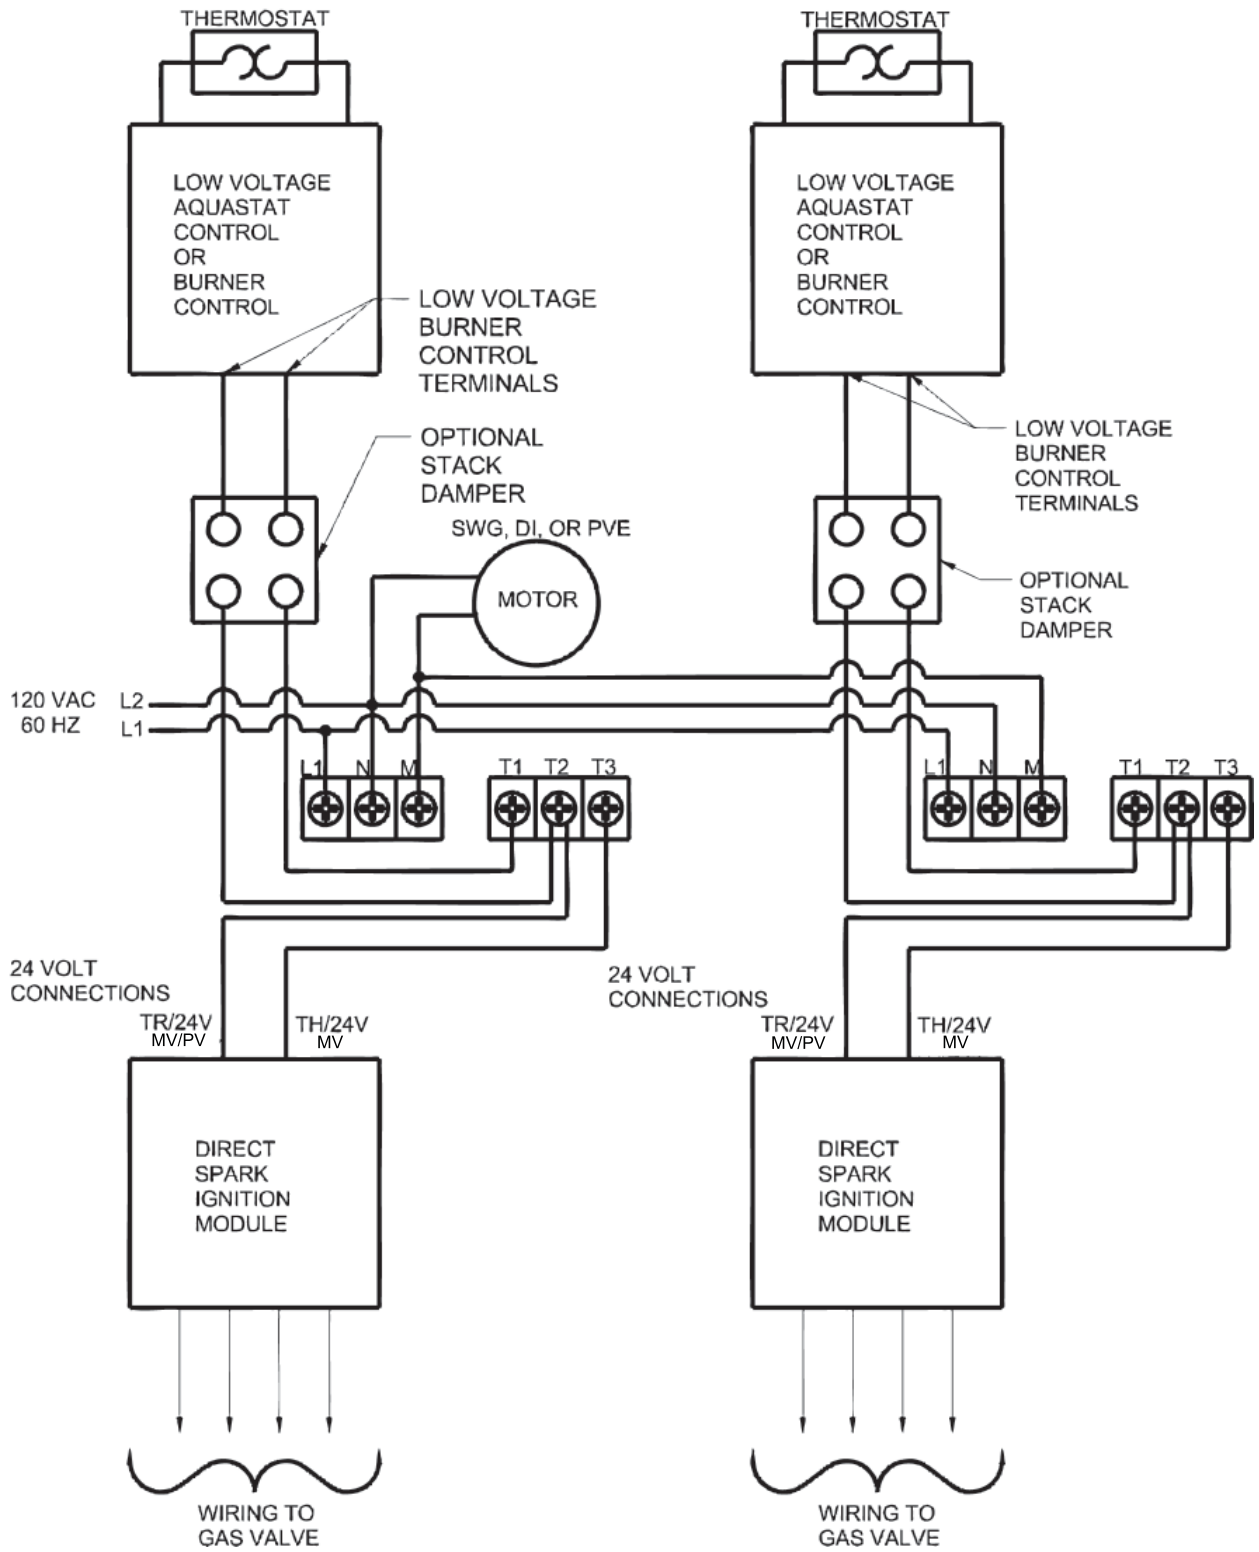 THERMOSTAT
LOW VOLTAGE
AQUASTAT
CONTROL
OR
BURNER
CONTROL
LOW VOLTAGE
BURNER
CONTROL
TERMINALS
OPTIONAL
STACK
DAMPER
SWG, DI, OR PVE
MOTOR
120 VAC
60 HZ
L2
L1
L1 N M
T1 T2 T3
24 VOLT
CONNECTIONS
TR/24V
MV/PV
TH/24V
MV
DIRECT
SPARK
IGNITION
MODULE
WIRING TO
GAS VALVE
THERMOSTAT
LOW VOLTAGE
AQUASTAT
CONTROL
OR
BURNER
CONTROL
LOW VOLTAGE
BURNER
CONTROL
TERMINALS
OPTIONAL
STACK
DAMPER
L1 N M
T1 T2 T3
24 VOLT
CONNECTIONS
TR/24V
MV/PV
TH/24V
MV
DIRECT
SPARK
IGNITION
MODULE
WIRING TO
GAS VALVE